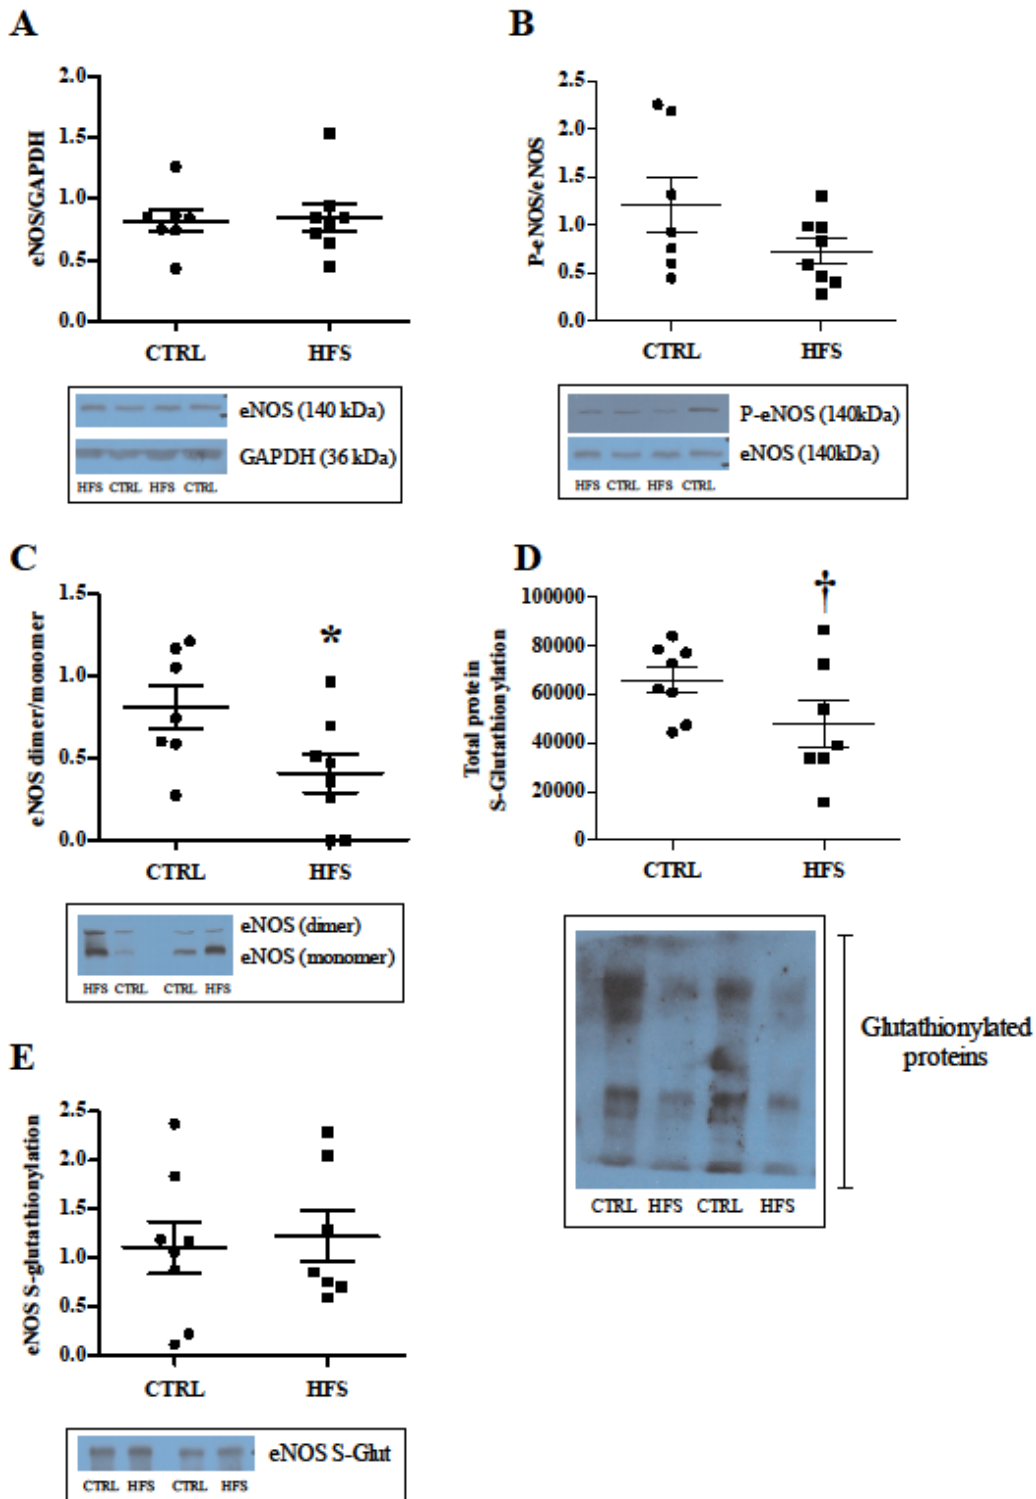 A
eNOS/GAPDH
2.0
1.5
1.0
0.5
0.0
CTRL HFS
eNOS (140 kDa)
GAPDH (36 kDa)
HFS CTRL HFS CTRL
B
P-eNOS/eNOS
2.5
2.0
1.5
1.0
0.5
0.0
CTRL HFS
P-eNOS (140kDa)
eNOS (140kDa)
HFS CTRL HFS CTRL
C
eNOS dimer/monomer
1.5
1.0
0.5
0.0
*
CTRL HFS
eNOS (dimer)
eNOS (monomer)
HFS CTRL CTRL HFS
D
Total protein
S-Glutathionylation
100000
80000
60000
40000
20000
0
†
CTRL HFS
CTRL HFS CTRL HFS
Glutathionylated
proteins
E
eNOS S-glutathionylation
2.5
2.0
1.5
1.0
0.5
0.0
CTRL HFS
eNOS S-Glut
CTRL HFS CTRL HFS